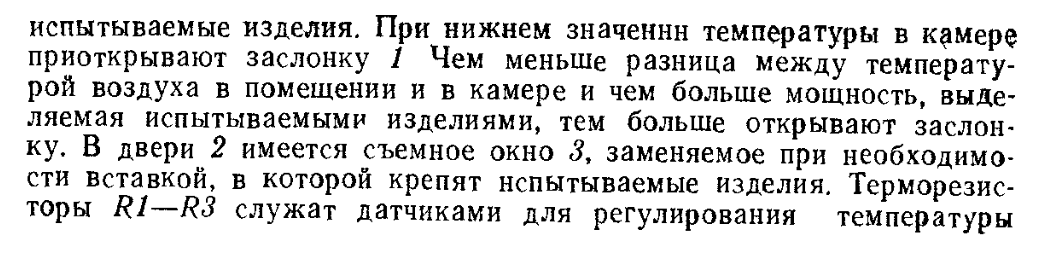 испытываемые изделия. При нижнем значении температуры в камере
приоткрывают заслонку 1 Чем меньше разница между температу-
рой воздуха в помещении и в камере и чем больше мощность, выде-
ляемая испытываемыми изделиями, тем больше открывают заслон-
ку. В двери 2 имеется съемное окно 3, заменяемое при необходимо-
сти вставкой, в которой крепят испытываемые изделия. Терморезис-
торы R1—R3 служат датчиками для регулирования температуры